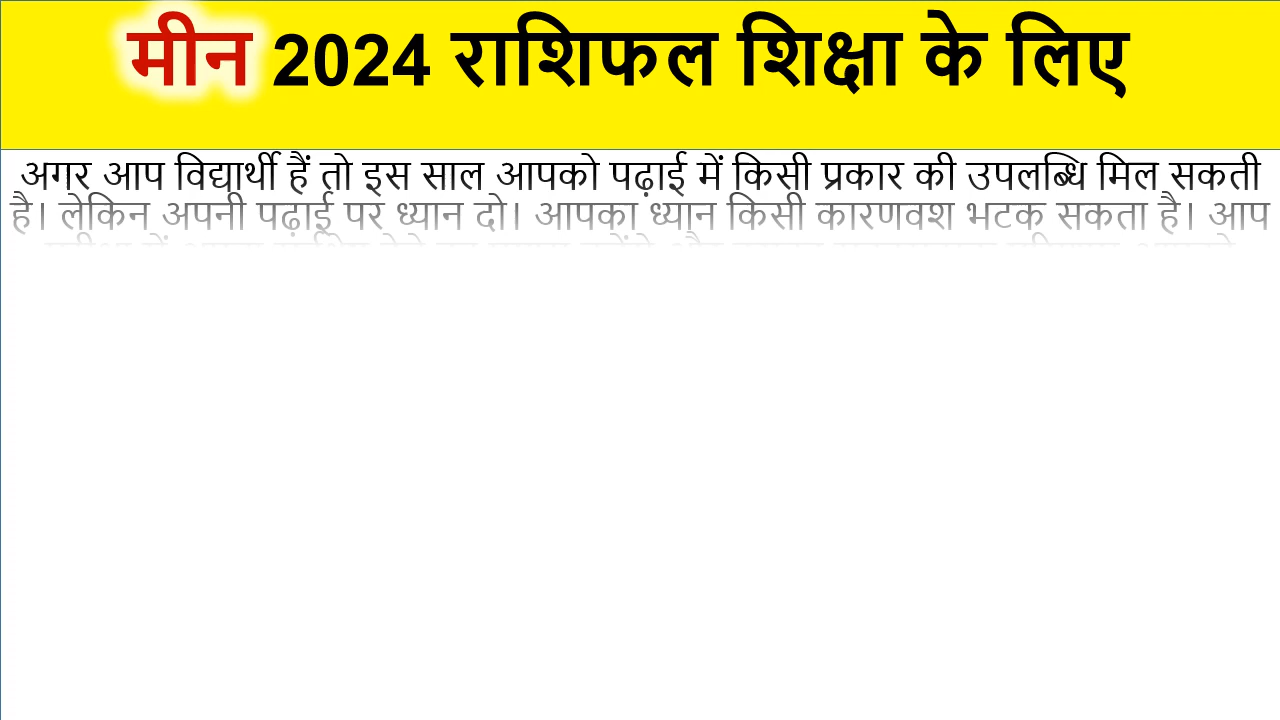 मीन 2024 राशिफल शिक्षा के लिए
अगर आप विद्यार्थी हैं तो इस साल आपको पढ़ाई में किसी प्रकार की उपलब्धि मिल सकती
है। लेकिन अपनी पढ़ाई पर ध्यान दो। आपका ध्यान किसी कारणवश भटक सकता है। आप